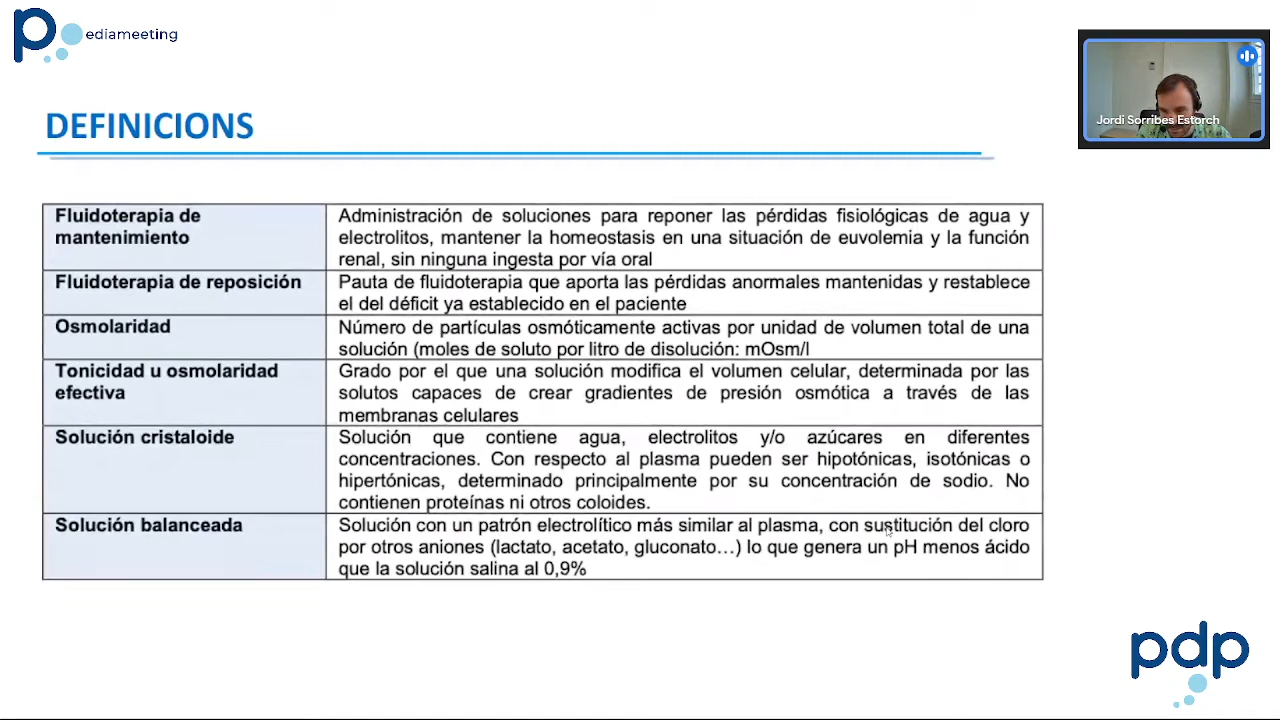 ediameeting
Jordi Sorribes Estorch
DEFINICIONS
Fluidoterapia de
mantenimiento
Administración de soluciones para reponer las pérdidas fisiológicas de agua y
electrolitos, mantener la homeostasis en una situación de euvolemia y la función
renal, sin ninguna ingesta por vía oral
Fluidoterapia de reposición
Pauta de fluidoterapia que aporta las pérdidas anormales mantenidas y restablece
el del déficit ya establecido en el paciente
Osmolaridad
Número de partículas osmóticamente activas por unidad de volumen total de una
solución (moles de soluto por litro de disolución: mOsm/l
Tonicidad u osmolaridad
efectiva
Grado por el que una solución modifica el volumen celular, determinada por las
solutos capaces de crear gradientes de presión osmótica a través de las
membranas celulares
Solución cristaloide
Solución que contiene agua, electrolitos y/o azúcares en diferentes
concentraciones. Con respecto al plasma pueden ser hipotónicas, isotónicas o
hipertónicas, determinado principalmente por su concentración de sodio. No
contienen proteínas ni otros coloides.
Solución balanceada
Solución con un patrón electrolítico más similar al plasma, con sustitución del cloro
por otros aniones (lactato, acetato, gluconato…) lo que genera un pH menos ácido
que la solución salina al 0,9%
pdp